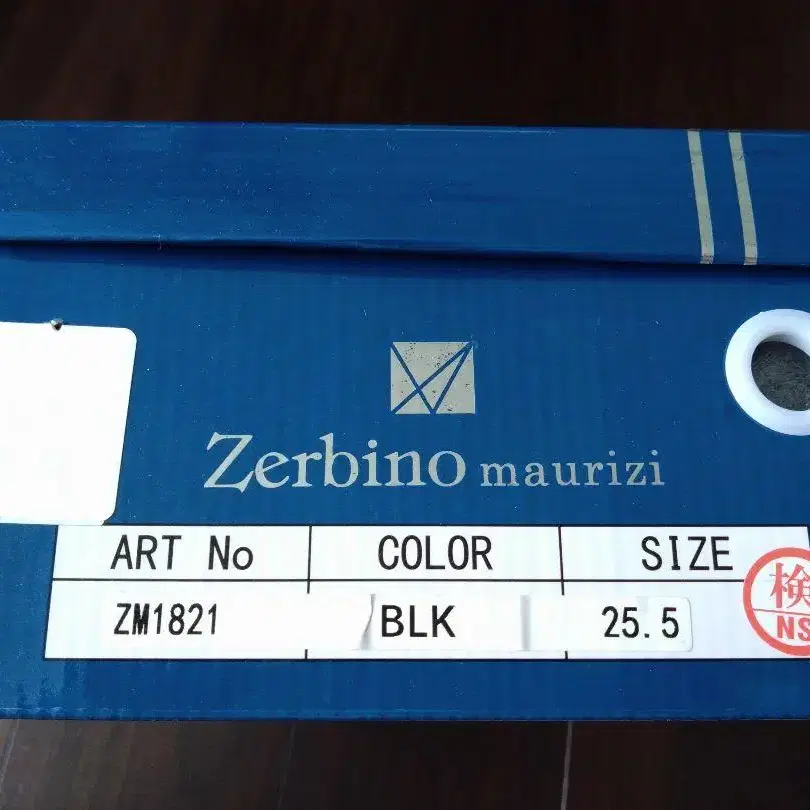 Zerbino maurizi
ART No COLOR SIZE
ZM1821 BLK 25.5
検
NS